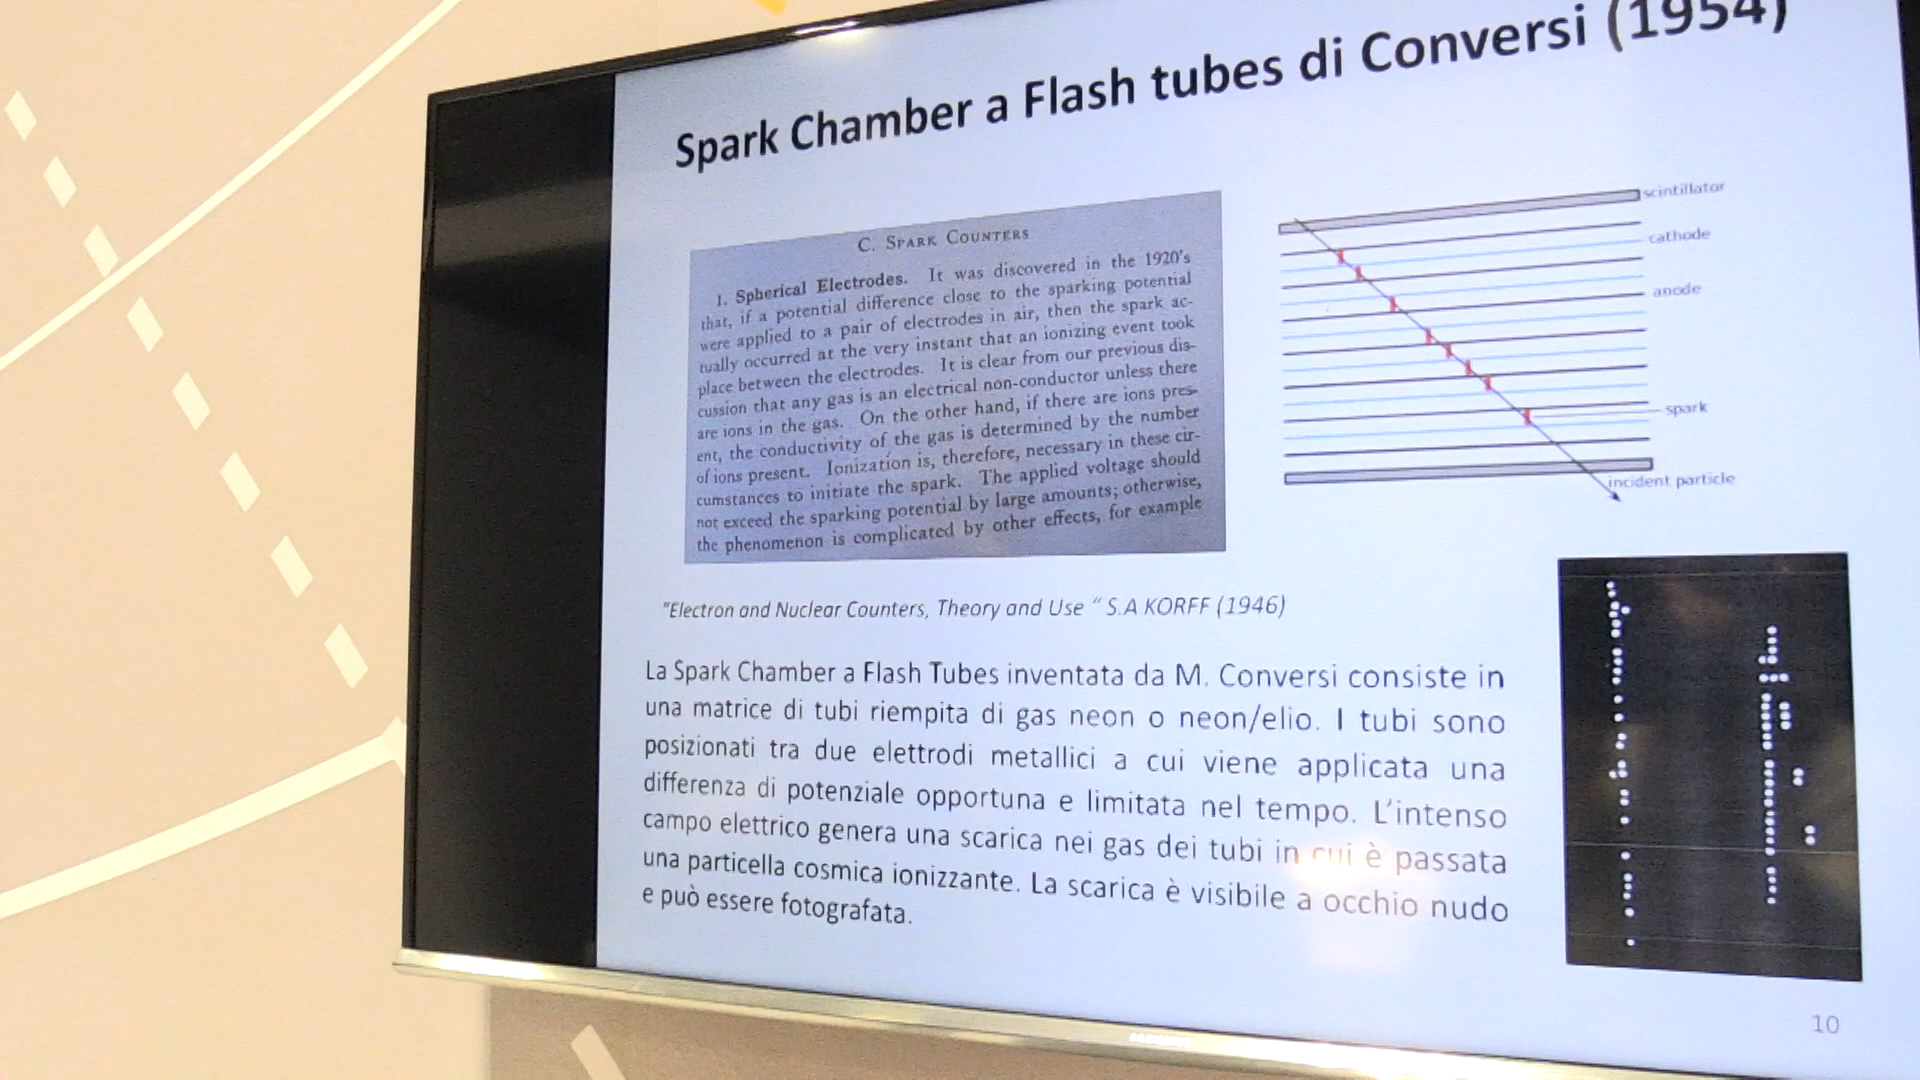 Spark Chamber a Flash tubes di Conversi (1954)
C. Spark Counters
1. Spherical Electrodes. It was discovered in the 1920's
that, if a potential difference close to the sparking potential
were applied to a pair of electrodes in air, then the spark ac-
tually occurred at the very instant that an ionizing event took
place between the electrodes. It is clear from our previous dis-
cussion that any gas is an electrical non-conductor unless there
are ions in the gas. On the other hand, if there are ions pres-
ent, the conductivity of the gas is determined by the number
of ions present. Ionization is, therefore, necessary in these cir-
cumstances to initiate the spark. The applied voltage should
not exceed the sparking potential by large amounts; otherwise,
the phenomenon is complicated by other effects, for example
scintillator
cathode
anode
spark
incident particle
"Electron and Nuclear Counters, Theory and Use “ S.A KORFF (1946)
La Spark Chamber a Flash Tubes inventata da M. Conversi consiste in
una matrice di tubi riempita di gas neon o neon/elio. I tubi sono
posizionati tra due elettrodi metallici a cui viene applicata una
differenza di potenziale opportuna e limitata nel tempo. L’intenso
campo elettrico genera una scarica nei gas dei tubi in cui è passata
una particella cosmica ionizzante. La scarica è visibile a occhio nudo
e può essere fotografata.
10